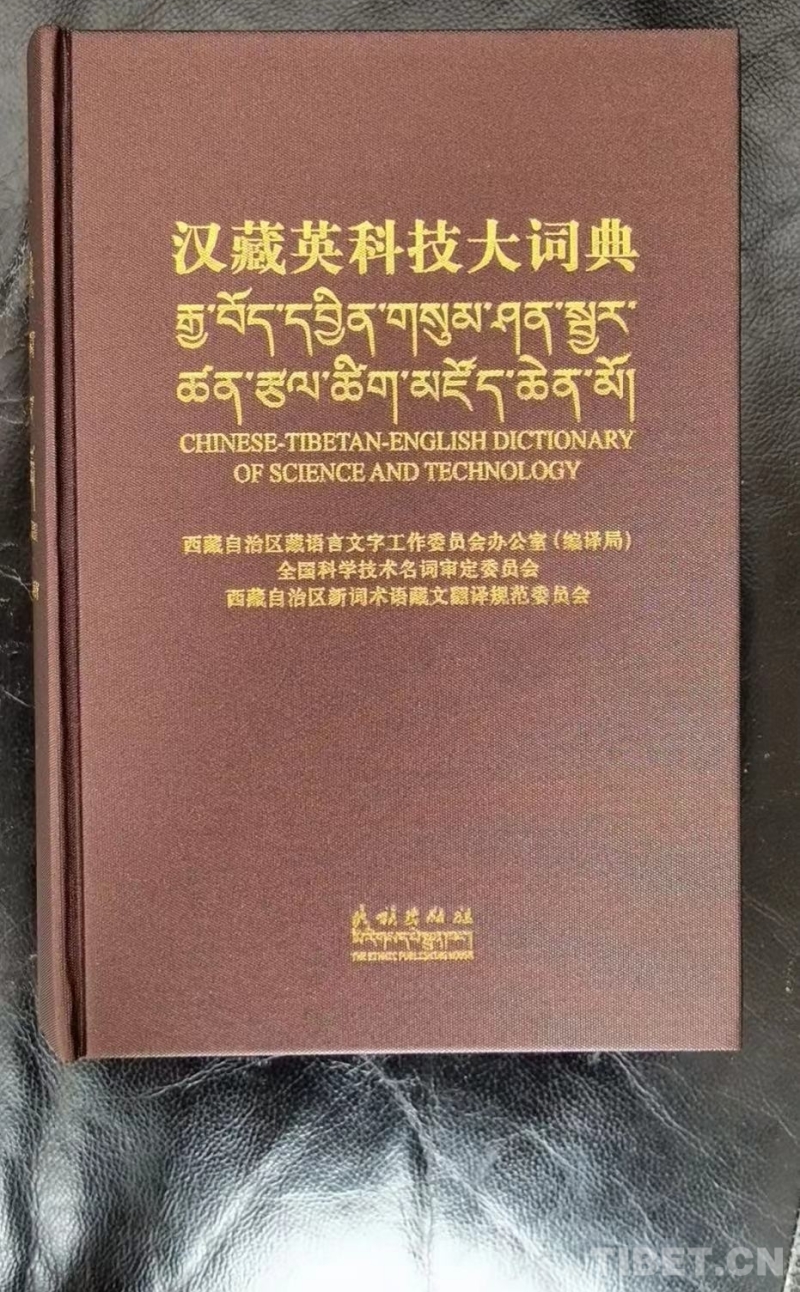 汉藏英科技大词典
རྒྱ་བོད་དབྱིན་གསུམ་ཤན་སྦྱར་
ཚན་རྩལ་ཚིག་མཛོད་ཆེན་མོ།
CHINESE-TIBETAN-ENGLISH DICTIONARY
OF SCIENCE AND TECHNOLOGY
西藏自治区藏语言文字工作委员会办公室（编译局）
全国科学技术名词审定委员会
西藏自治区新词术语藏文翻译规范委员会
民族出版社
མི་རིགས་དཔེ་སྐྲུན་ཁང་།
THE ETHNIC PUBLISHING HOUSE
TIBET.CN